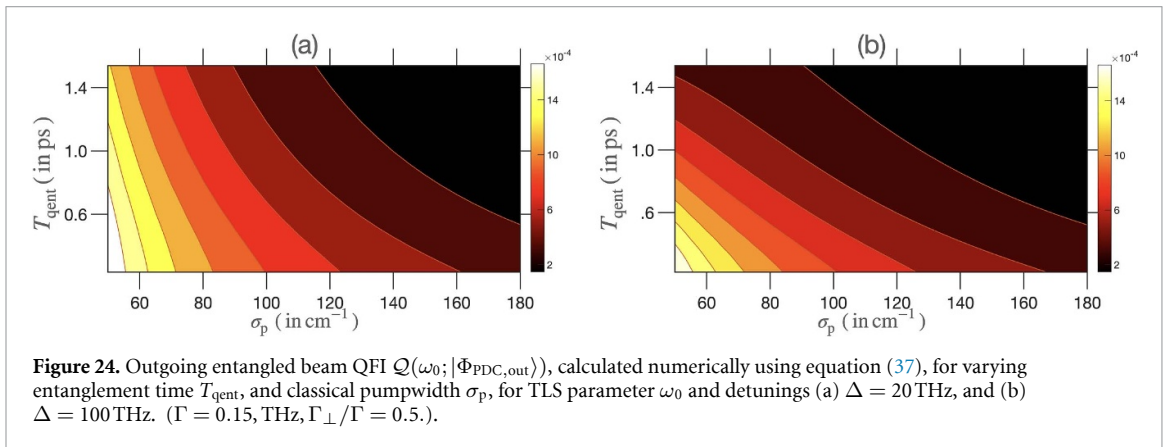 (a)
(b)
×10⁻⁴
×10⁻⁴
T_qent (in ps)
1.4
1.0
0.6
14
10
6
2
T_qent (in ps)
1.4
1.0
.6
14
10
6
2
60 80 100 120 140 160 180
σ_p (in cm⁻¹)
60 80 100 120 140 160 180
σ_p (in cm⁻¹)
Figure 24. Outgoing entangled beam QFI 𝒬(ω₀; |Φ_PDC,out⟩), calculated numerically using equation (37), for varying
entanglement time T_qent, and classical pumpwidth σ_p, for TLS parameter ω₀ and detunings (a) Δ = 20 THz, and (b)
Δ = 100 THz. (Γ = 0.15, THz, Γ_⊥/Γ = 0.5.).